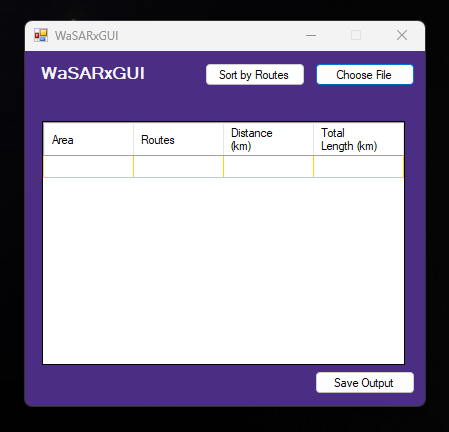 WaSARxGUI
WaSARxGUI
Sort by Routes
Choose File
Area
Routes
Distance
(km)
Total
Length (km)
Save Output